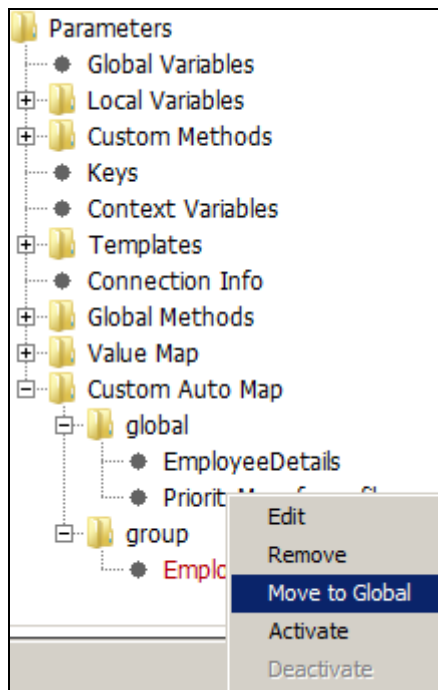 Parameters
Global Variables
Local Variables
Custom Methods
Keys
Context Variables
Templates
Connection Info
Global Methods
Value Map
Custom Auto Map
global
EmployeeDetails
group
Edit
Remove
Move to Global
Activate
Deactivate